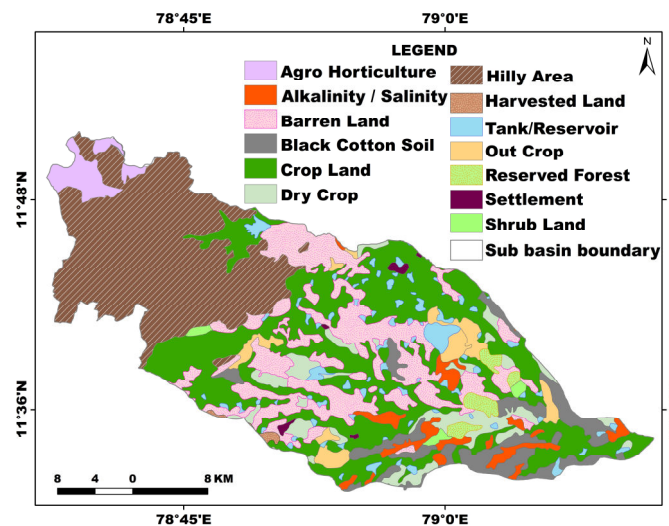 78°45'E 79°0'E
LEGEND
N
Agro Horticulture
Alkalinity / Salinity
Barren Land
Black Cotton Soil
Crop Land
Dry Crop
Hilly Area
Harvested Land
Tank/Reservoir
Out Crop
Reserved Forest
Settlement
Shrub Land
Sub basin boundary
11°48'N
11°36'N
8 4 0 8 KM
78°45'E 79°0'E